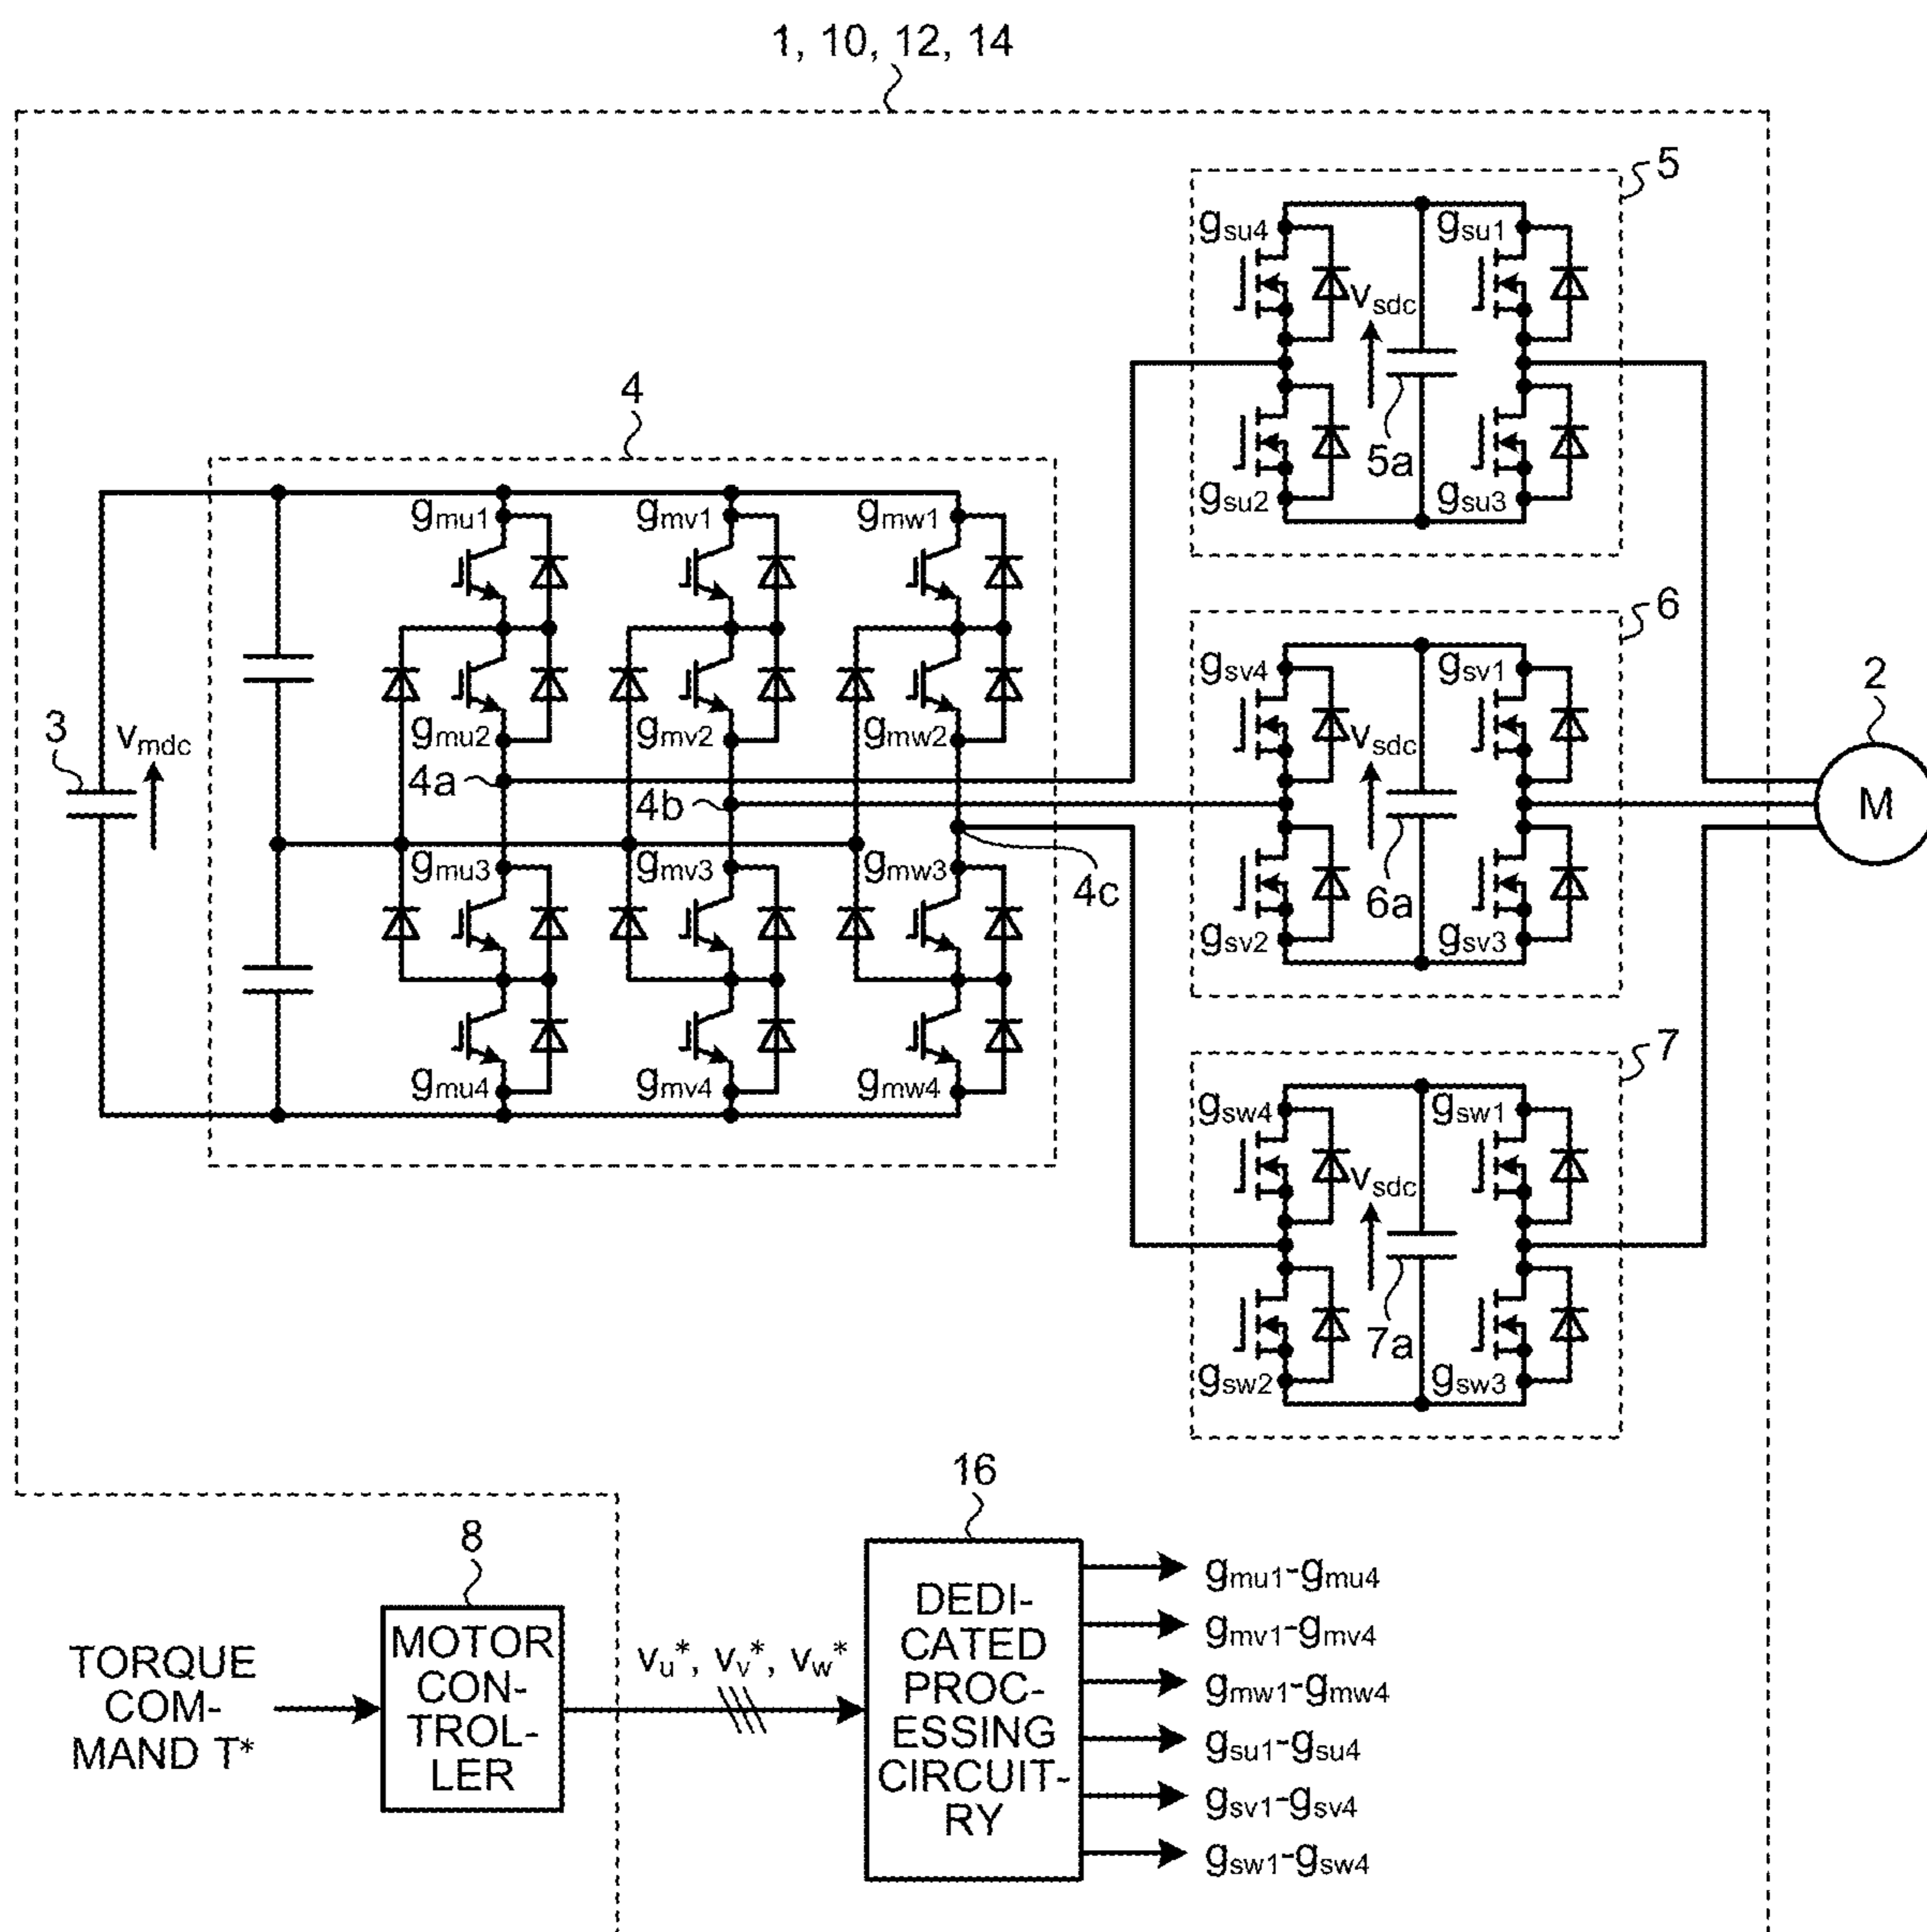 1, 10, 12, 14
5
gsu4
gsu1
vsdc
5a
gsu2
gsu3
4
gmu1
gmv1
gmw1
6
gsv4
gsv1
vsdc
6a
gsv2
gsv3
2
M
3
vmdc
gmu2
gmv2
gmw2
4a
4b
4c
gmu3
gmv3
gmw3
gmu4
gmv4
gmw4
7
gsw4
gsw1
vsdc
7a
gsw2
gsw3
TORQUE
COM-
MAND T*
8
MOTOR
CON-
TROL-
LER
vu*, vv*, vw*
16
DEDI-
CATED
PROC-
ESSING
CIRCUIT-
RY
gmu1-gmu4
gmv1-gmv4
gmw1-gmw4
gsu1-gsu4
gsv1-gsv4
gsw1-gsw4